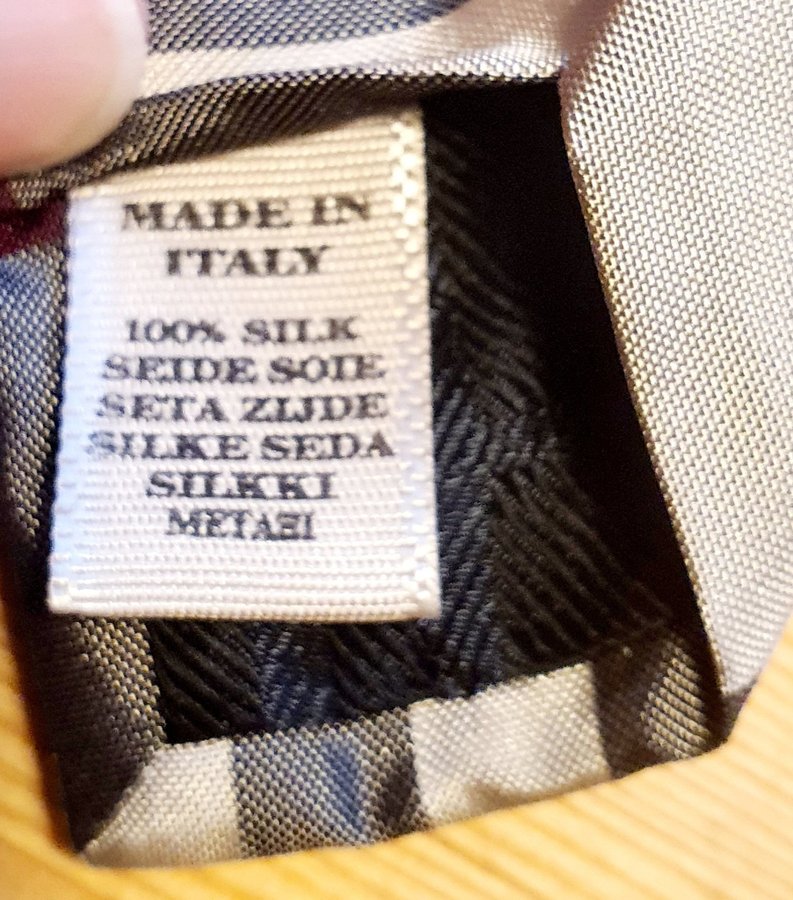 MADE IN
ITALY
100% SILK
SEIDE SOIE
SETA ZIJDE
SILKE SEDA
SILKKI
ΜΕΤΑΞΙ